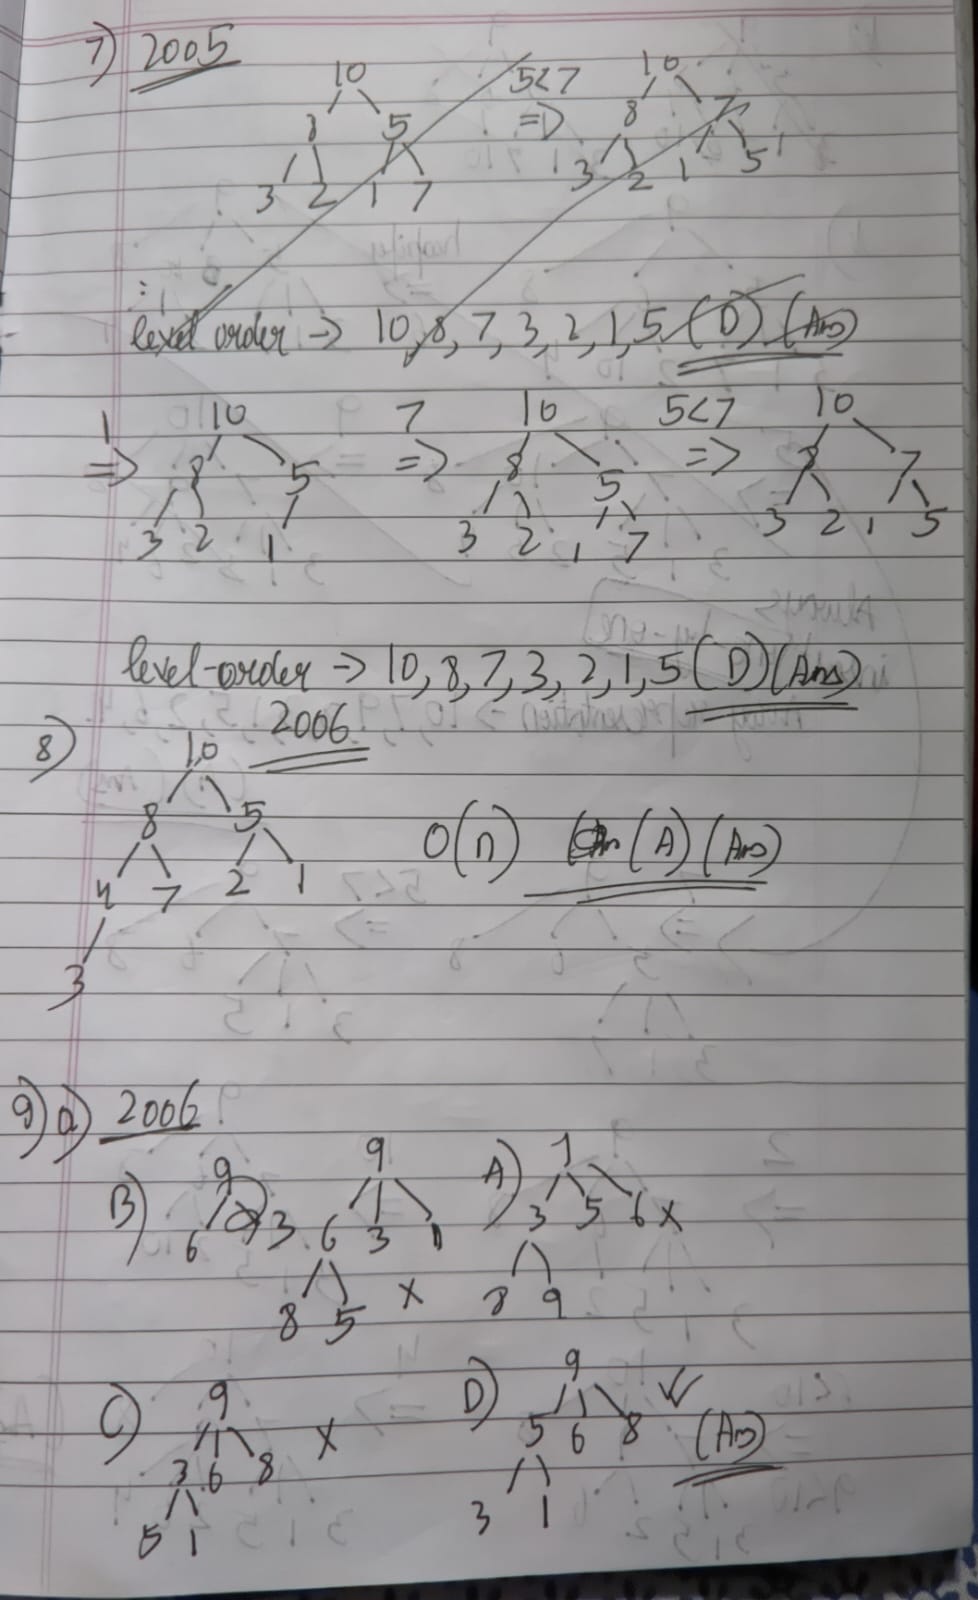 7) 2005
10 5<7 10
8 5 => 8 7
3 2 1 7 3 2 1 5
level order -> 10, 8, 7, 3, 2, 1, 5 (D) (Ans)
1 10 7 10 5<7 10
=> 8 5 => 8 5 => 8 7
3 2 1 3 2 1 7 3 2 1 5
level-order -> 10, 8, 7, 3, 2, 1, 5 (D) (Ans)
8) 2006
10
8 5 O(n) (A) (Ans)
4 7 2 1
3
9) a) 2006
B) 9 9 A) 1
6 3 6 3 1 3 5 6 X
8 5 X 8 9
C) 9 D) 9
3 6 8 X 5 6 8 (Ans)
5 1 3 1